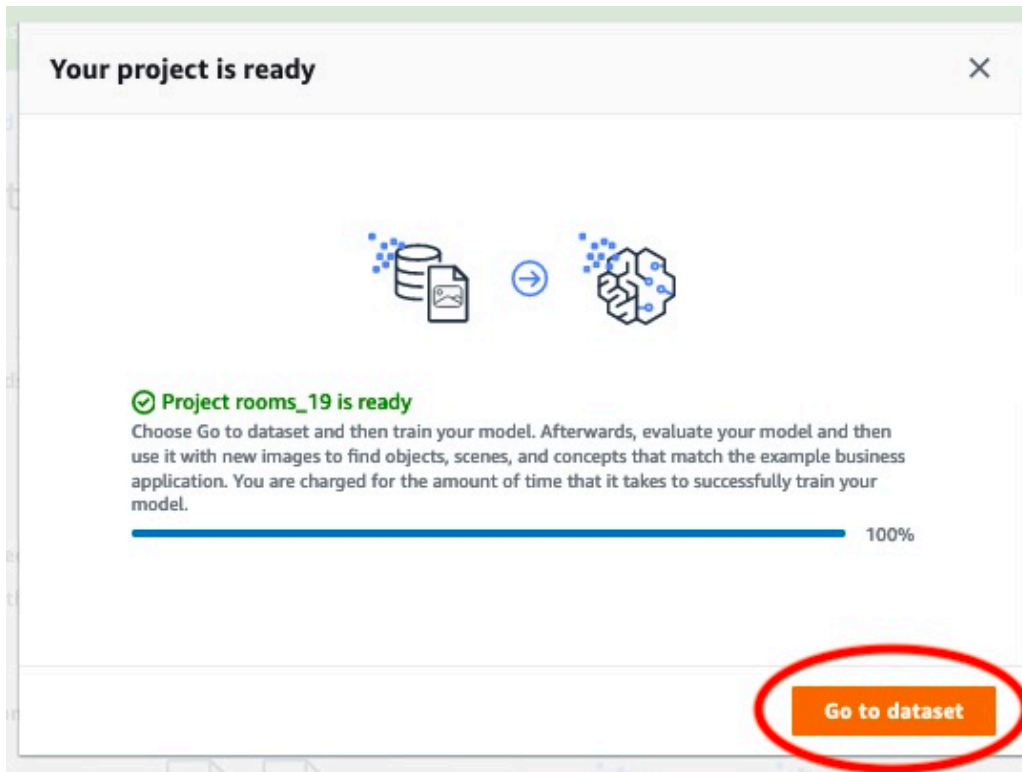 Your project is ready
Project rooms_19 is ready
Choose Go to dataset and then train your model. Afterwards, evaluate your model and then
use it with new images to find objects, scenes, and concepts that match the example business
application. You are charged for the amount of time that it takes to successfully train your
model.
100%
Go to dataset